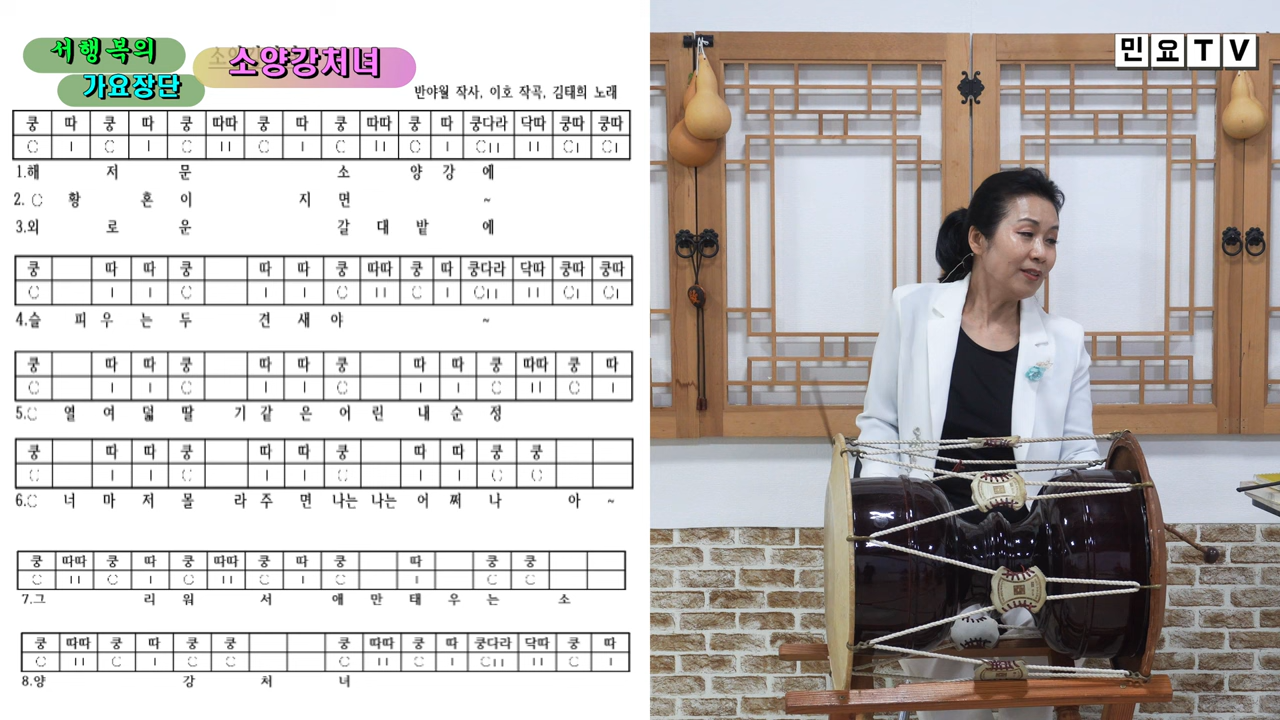 서행복의
가요장단
소양강처녀
민요TV
반야월 작사, 이호 작곡, 김태희 노래
쿵 따 쿵 따 쿵 따따 쿵 따 쿵 따따 쿵 따 쿵다라 닥따 쿵따 쿵따
1.해 저 문 소 양 강 에
2. 황 혼 이 지 면 ~
3.외 로 운 갈 대 밭 에
쿵 따 따 쿵 따 따 쿵 따따 쿵 따 쿵다라 닥따 쿵따 쿵따
4.슬 피 우 는 두 견 새 야 ~
쿵 따 따 쿵 따 따 쿵 따 따 쿵 따따 쿵 따
5. 열 여 덟 딸 기 같 은 어 린 내 순 정
쿵 따 따 쿵 따 따 쿵 따 따 쿵 쿵
6. 너 마 저 몰 라 주 면 나는 나는 어 쩌 나 아 ~
쿵 따따 쿵 따 쿵 따따 쿵 따 쿵 따 쿵 쿵
7.그 리 워 서 애 만 태 우 는 소
쿵 따따 쿵 따 쿵 쿵 쿵 따따 쿵 따 쿵다라 닥따 쿵 따
8.양 강 처 녀